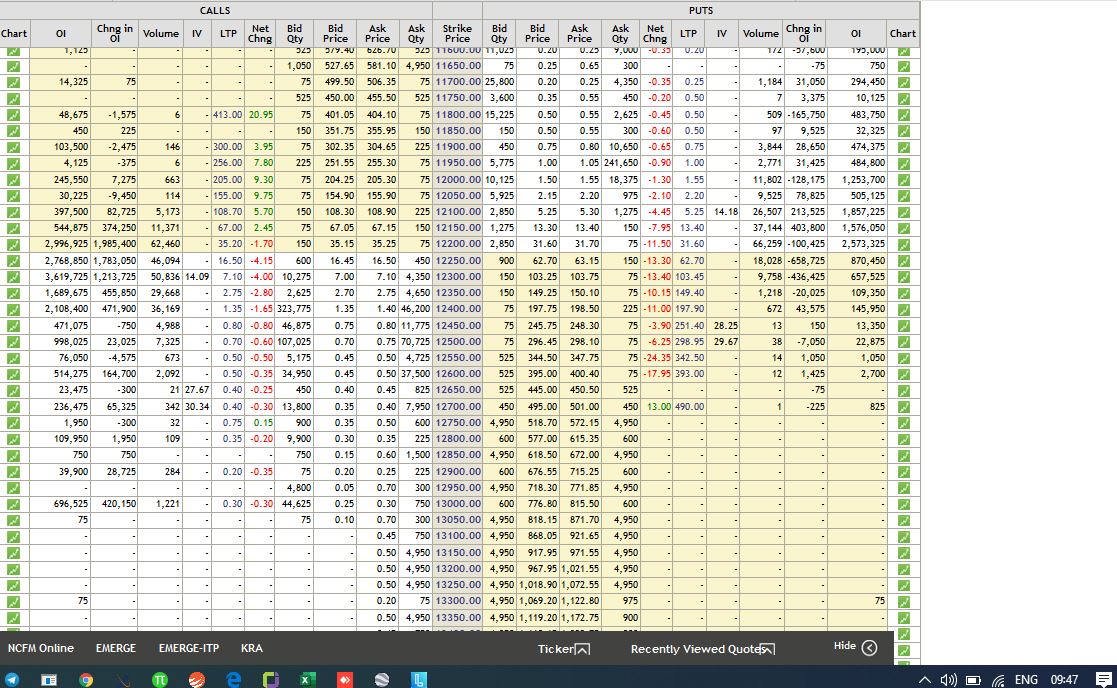 CALLS PUTS
Chart OI Chng in OI Volume IV LTP Net Chng Bid Qty Bid Price Ask Price Ask Qty Strike Price Bid Qty Bid Price Ask Price Ask Qty Net Chng LTP IV Volume Chng in OI OI Chart
1,125 - - - - - 525 579.40 626.70 525 11600.00 11,025 0.20 0.25 9,000 -0.35 0.20 - 172 -57,600 195,000
- - - - - - 1,050 527.65 581.10 4,950 11650.00 75 0.25 0.65 300 - - - - -75 750
14,325 75 - - - - 75 499.50 506.35 75 11700.00 25,800 0.20 0.25 4,350 -0.35 0.25 - 1,184 31,050 294,450
- - - - - - 525 450.00 455.50 525 11750.00 3,600 0.35 0.55 450 -0.20 0.50 - 7 3,375 10,125
48,675 -1,575 6 - 413.00 20.95 75 401.05 404.10 75 11800.00 15,225 0.50 0.55 2,625 -0.45 0.50 - 509 -165,750 483,750
450 225 - - - - 150 351.75 355.95 150 11850.00 150 0.50 0.55 300 -0.60 0.50 - 97 9,525 32,325
103,500 -2,475 146 - 300.00 3.95 75 302.35 304.65 225 11900.00 450 0.75 0.80 10,650 -0.65 0.75 - 3,844 28,650 474,375
4,125 -375 6 - 256.00 7.80 225 251.55 255.30 75 11950.00 5,775 1.00 1.05 241,650 -0.90 1.00 - 2,771 31,425 484,800
245,550 7,275 663 - 205.00 9.30 75 204.25 205.30 75 12000.00 10,125 1.50 1.55 18,375 -1.30 1.55 - 11,802 -128,175 1,253,700
30,225 -9,450 114 - 155.00 9.75 75 154.90 155.90 75 12050.00 5,925 2.15 2.20 975 -2.10 2.20 - 9,525 78,825 505,125
397,500 82,725 5,173 - 108.70 5.70 150 108.30 108.90 225 12100.00 2,850 5.25 5.30 1,275 -4.45 5.25 14.18 26,507 213,525 1,857,225
544,875 374,250 11,371 - 67.00 2.45 75 67.05 67.15 150 12150.00 1,275 13.30 13.40 150 -7.95 13.40 - 37,144 403,800 1,576,050
2,996,925 1,985,400 62,460 - 35.20 -1.70 150 35.15 35.25 75 12200.00 2,850 31.60 31.70 75 -11.50 31.60 - 66,259 -100,425 2,573,325
2,768,850 1,783,050 46,094 - 16.50 -4.15 600 16.45 16.50 450 12250.00 900 62.70 63.15 150 -13.30 62.70 - 18,028 -658,725 870,450
3,619,725 1,213,725 50,836 14.09 7.10 -4.00 10,275 7.00 7.10 4,350 12300.00 150 103.25 103.75 75 -13.40 103.45 - 9,758 -436,425 657,525
1,689,675 455,850 29,668 - 2.75 -2.80 2,625 2.70 2.75 4,650 12350.00 150 149.25 150.10 75 -10.15 149.40 - 1,218 -20,025 109,350
2,108,400 471,900 36,169 - 1.35 -1.65 323,775 1.35 1.40 46,200 12400.00 75 197.75 198.50 225 -11.00 197.90 - 672 43,575 145,950
471,075 -750 4,988 - 0.80 -0.80 46,875 0.75 0.80 11,775 12450.00 75 245.75 248.30 75 -3.90 251.40 28.25 13 150 13,350
998,025 23,025 7,325 - 0.70 -0.60 107,025 0.70 0.75 70,725 12500.00 75 296.45 298.10 75 -6.25 298.95 29.67 38 -7,050 22,875
76,050 -4,575 673 - 0.50 -0.50 5,175 0.45 0.50 4,725 12550.00 525 344.50 347.75 75 -24.35 342.50 - 14 1,050 1,050
514,275 164,700 2,092 - 0.50 -0.35 34,950 0.45 0.50 37,500 12600.00 525 395.00 400.40 75 -17.95 393.00 - 12 1,425 2,700
23,475 -300 21 27.67 0.40 -0.25 450 0.40 0.45 825 12650.00 525 445.00 450.50 525 - - - - -75 -
236,475 65,325 342 30.34 0.40 -0.30 13,800 0.35 0.40 7,950 12700.00 450 495.00 501.00 450 13.00 490.00 - 1 -225 825
1,950 -300 32 - 0.75 0.15 900 0.35 0.50 600 12750.00 4,950 518.70 572.15 4,950 - - - - - -
109,950 1,950 109 - 0.35 -0.20 9,900 0.30 0.35 225 12800.00 600 577.00 615.35 600 - - - - - -
750 750 - - - - 750 0.15 0.60 1,500 12850.00 4,950 618.50 672.00 4,950 - - - - - -
39,900 28,725 284 - 0.20 -0.35 75 0.20 0.25 225 12900.00 600 676.55 715.25 600 - - - - - -
- - - - - - 4,800 0.05 0.70 300 12950.00 4,950 718.30 771.85 4,950 - - - - - -
696,525 420,150 1,221 - 0.30 -0.30 44,625 0.25 0.30 750 13000.00 600 776.80 815.50 600 - - - - - -
75 - - - - - 75 0.10 0.70 300 13050.00 4,950 818.15 871.70 4,950 - - - - - -
- - - - - - - - 0.45 750 13100.00 4,950 868.05 921.65 4,950 - - - - - -
- - - - - - - - 0.50 4,950 13150.00 4,950 917.95 971.55 4,950 - - - - - -
- - - - - - - - 0.50 4,950 13200.00 4,950 967.95 1,021.55 4,950 - - - - - -
- - - - - - - - 0.50 4,950 13250.00 4,950 1,018.90 1,072.55 4,950 - - - - - -
75 - - - - - - - 0.20 75 13300.00 4,950 1,069.20 1,122.80 975 - - - - - 75
- - - - - - - - 0.50 4,950 13350.00 4,950 1,119.20 1,172.75 900 - - - - - -
NCFM Online EMERGE EMERGE-ITP KRA Ticker Recently Viewed Quotes Hide
ENG 09:47